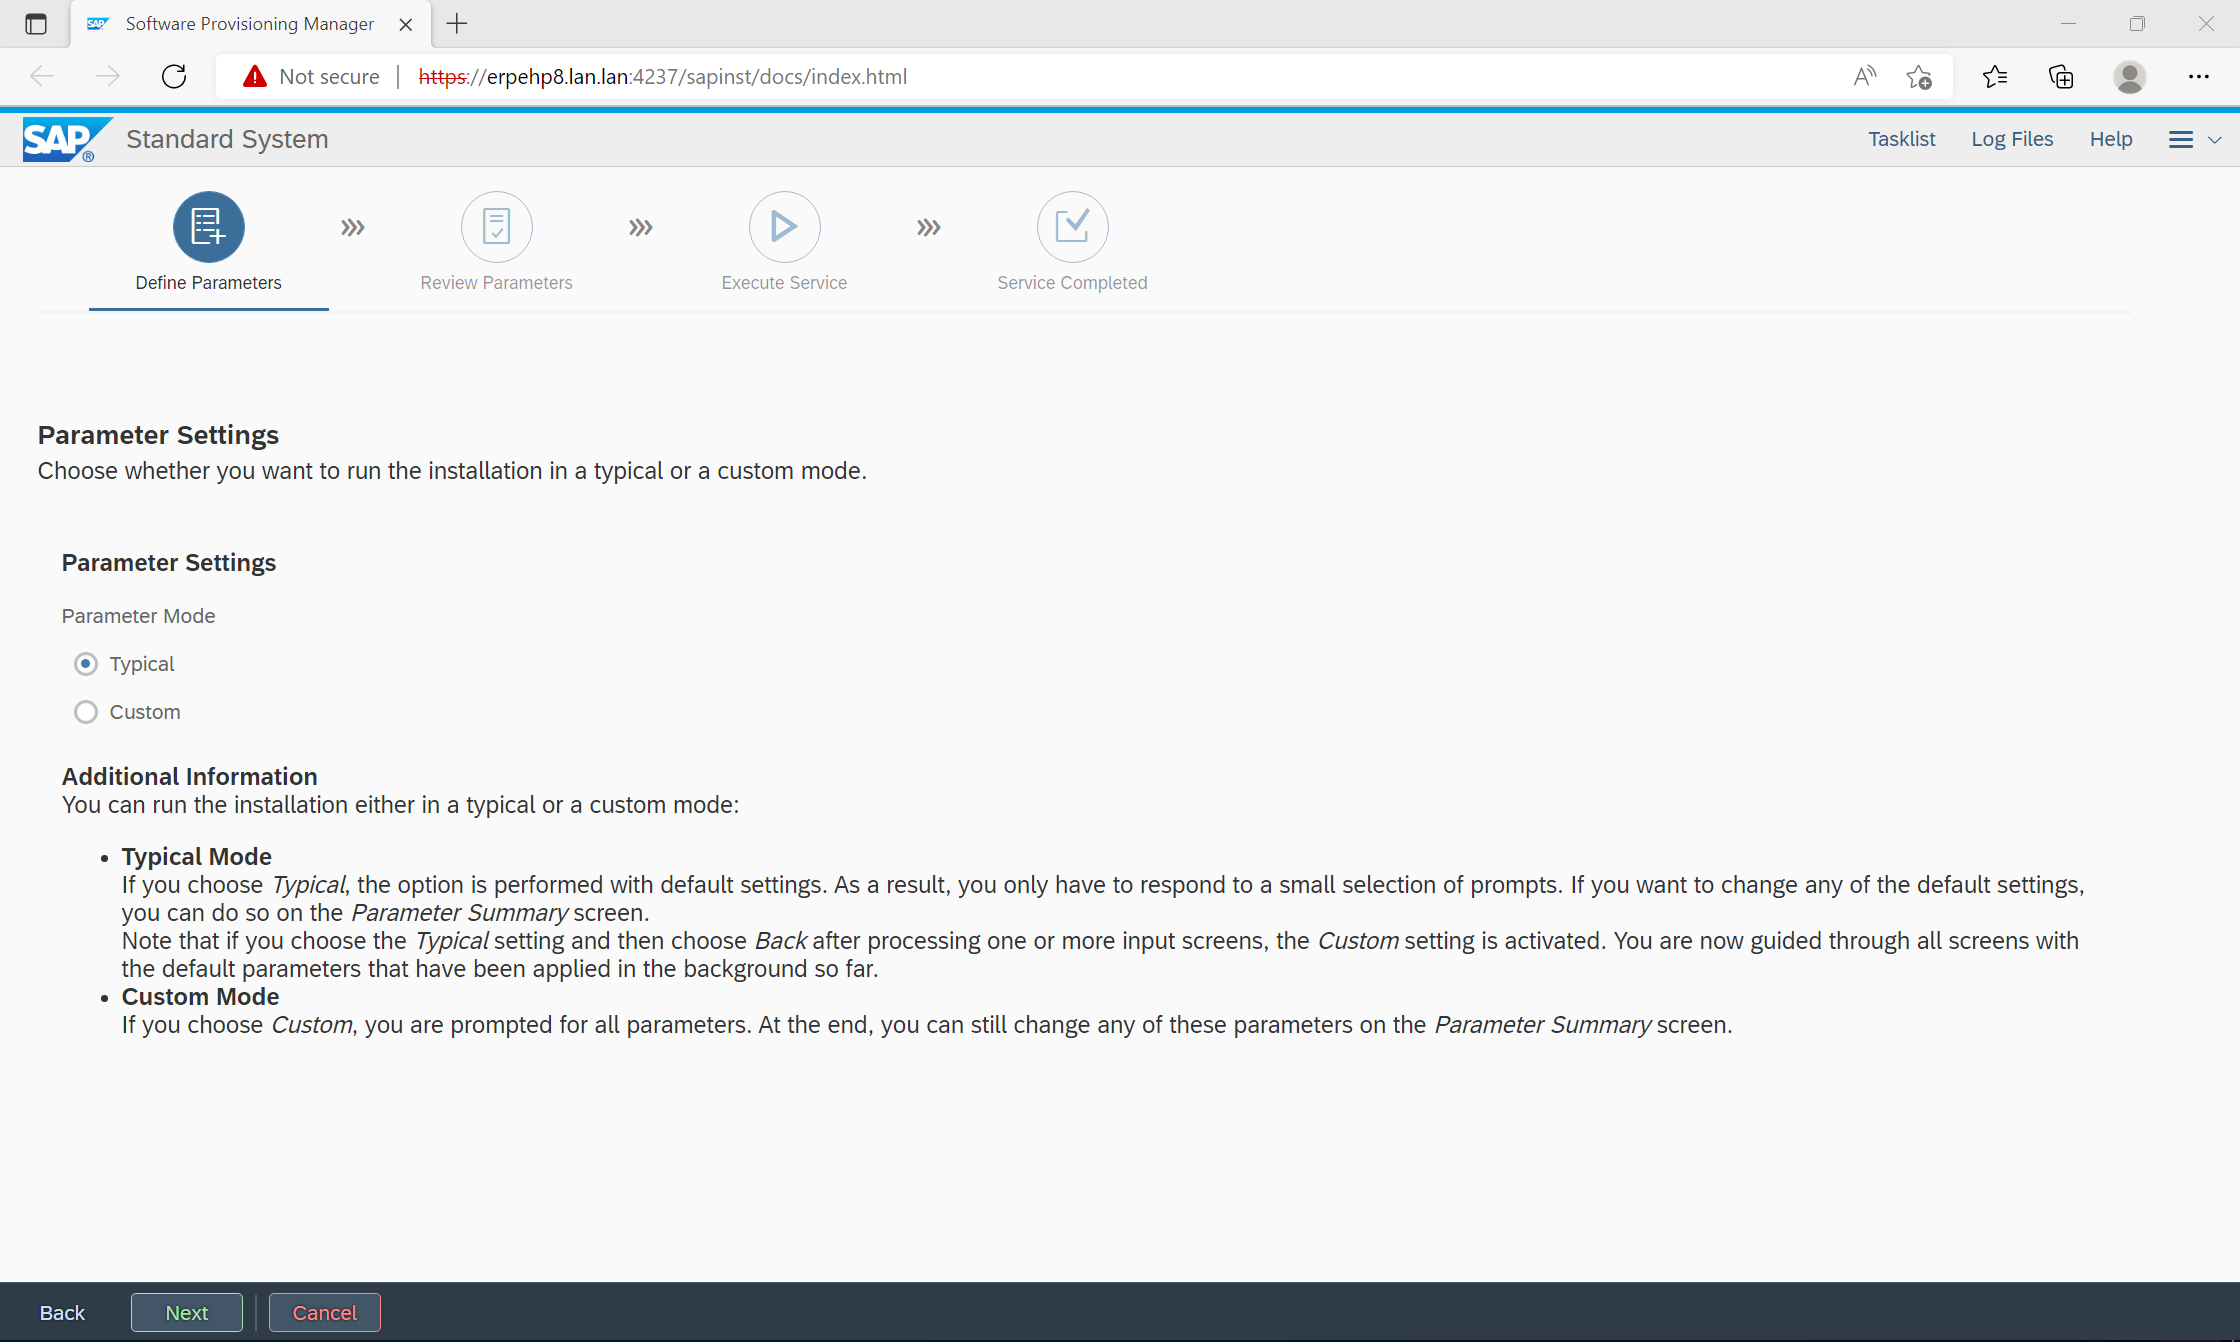 Software Provisioning Manager
Not secure | https://erpehp8.lan.lan:4237/sapinst/docs/index.html
SAP® Standard System
Tasklist Log Files Help
Define Parameters
Review Parameters
Execute Service
Service Completed
Parameter Settings
Choose whether you want to run the installation in a typical or a custom mode.
Parameter Settings
Parameter Mode
Typical
Custom
Additional Information
You can run the installation either in a typical or a custom mode:
• Typical Mode
If you choose Typical, the option is performed with default settings. As a result, you only have to respond to a small selection of prompts. If you want to change any of the default settings,
you can do so on the Parameter Summary screen.
Note that if you choose the Typical setting and then choose Back after processing one or more input screens, the Custom setting is activated. You are now guided through all screens with
the default parameters that have been applied in the background so far.
• Custom Mode
If you choose Custom, you are prompted for all parameters. At the end, you can still change any of these parameters on the Parameter Summary screen.
Back Next Cancel